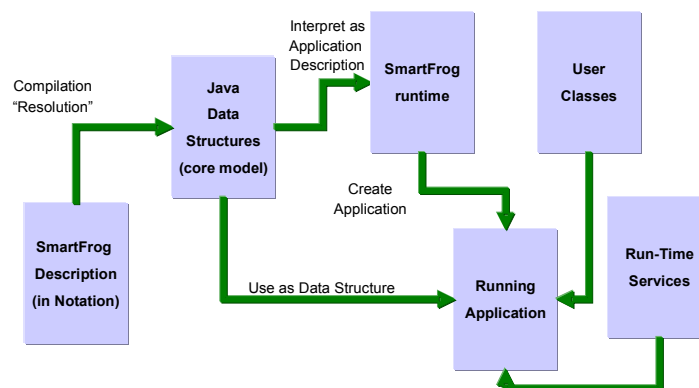 Compilation
“Resolution”
SmartFrog
Description
(in Notation)
Java
Data
Structures
(core model)
Interpret as
Application
Description
SmartFrog
runtime
Create
Application
Use as Data Structure
User
Classes
Running
Application
Run-Time
Services